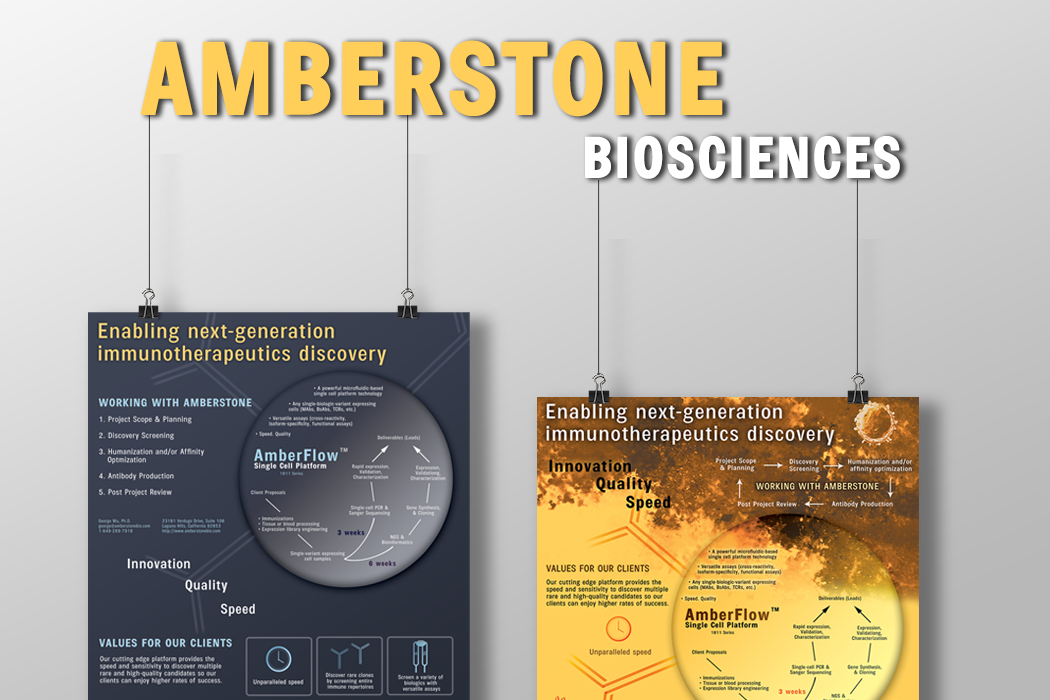 AMBERSTONE
BIOSCIENCES
Enabling next-generation
immunotherapeutics discovery
WORKING WITH AMBERSTONE
1. Project Scope & Planning
2. Discovery Screening
3. Humanization and/or Affinity
Optmization
4. Antibody Production
5. Post Project Review
• A powerful microfluidic-based
single cell platform technology
• Any single-biologic-variant expressing
cells (MAbs, BsAbs, TCRs, etc.)
• Versatile assays (cross-reactivity,
isoform-specificity, functional assays)
• Speed, Quality
Deliverables (Leads)
AmberFlow™
Single Cell Platform
1811 Series
Rapid expression,
Validation,
Characterization
Expression,
Validationg,
Characterization
Client Proposals
• Immunizations
• Tissue or blood processing
• Expression library engineering
Single-cell PCR &
Sanger Sequencing
Gene Synthesis,
& Cloning
3 weeks
NGS &
Bioinformatics
Single-variant expressing
cell samples
6 weeks
George Wu, Ph.D.
Innovation
Quality
Speed
VALUES FOR OUR CLIENTS
Our cutting edge platform provides the
speed and sensitivity to discover multiple
rare and high-quality candidates so our
clients can enjoy higher rates of success.
Unparalleled speed
Discover rare clones
by screening entire
immune repertoires
Screen a variety of
biologics with
versatile assays
Enabling next-generation
immunotherapeutics discovery
Innovation
Quality
Speed
Project Scope
& Planning
Discovery
Screening
Humanization and/or
affinity optimization
WORKING WITH AMBERSTONE
Post Project Review
Antibody Production
VALUES FOR OUR CLIENTS
Our cutting edge platform provides the
speed and sensitivity to discover multiple
rare and high-quality candidates so our
clients can enjoy higher rates of success.
Unparalleled speed
• A powerful microfluidic-based
single cell platform technology
• Versatile assays (cross-reactivity,
isoform-specificity, functional assays)
• Any single-biologic-variant expressing
cells (MAbs, BsAbs, TCRs, etc.)
• Speed, Quality
Deliverables (Leads)
AmberFlow™
Single Cell Platform
1811 Series
Rapid expression,
Validation,
Characterization
Expression,
Validation,
Characterization
Client Proposals
• Immunizations
• Tissue or blood processing
• Expression library engineering
Single-cell PCR &
Sanger Sequencing
Gene Synthesis,
& Cloning
3 weeks
NGS &